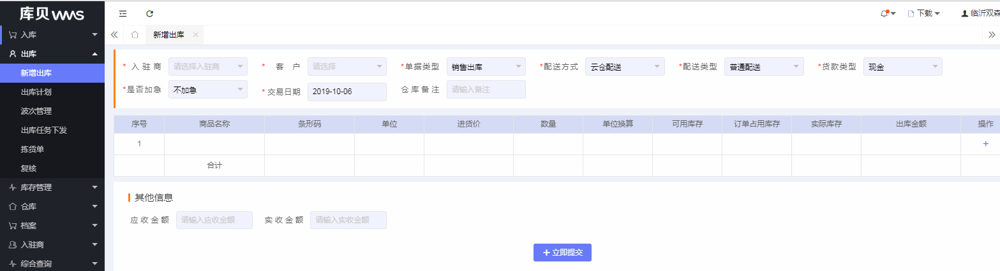 库贝 WMS
下载
临沂双森
入库
新增出库
出库
* 入驻商 请选择入驻商 * 客户 请选择 *单据类型 销售出库 *配送方式 云仓配送 *配送类型 普通配送 *货款类型 现金
*是否加急 不加急 * 交易日期 2019-10-06 仓库备注 请输入备注
新增出库
出库计划
波次管理
出库任务下发
拣货单
复核
库存管理
仓库
档案
入驻商
综合查询
序号 商品名称 条形码 单位 进货价 数量 单位换算 可用库存 订单占用库存 实际库存 出库金额 操作
1 +
合计
其他信息
应收金额 请输入应收金额 实收金额 请输入实收金额
+ 立即提交